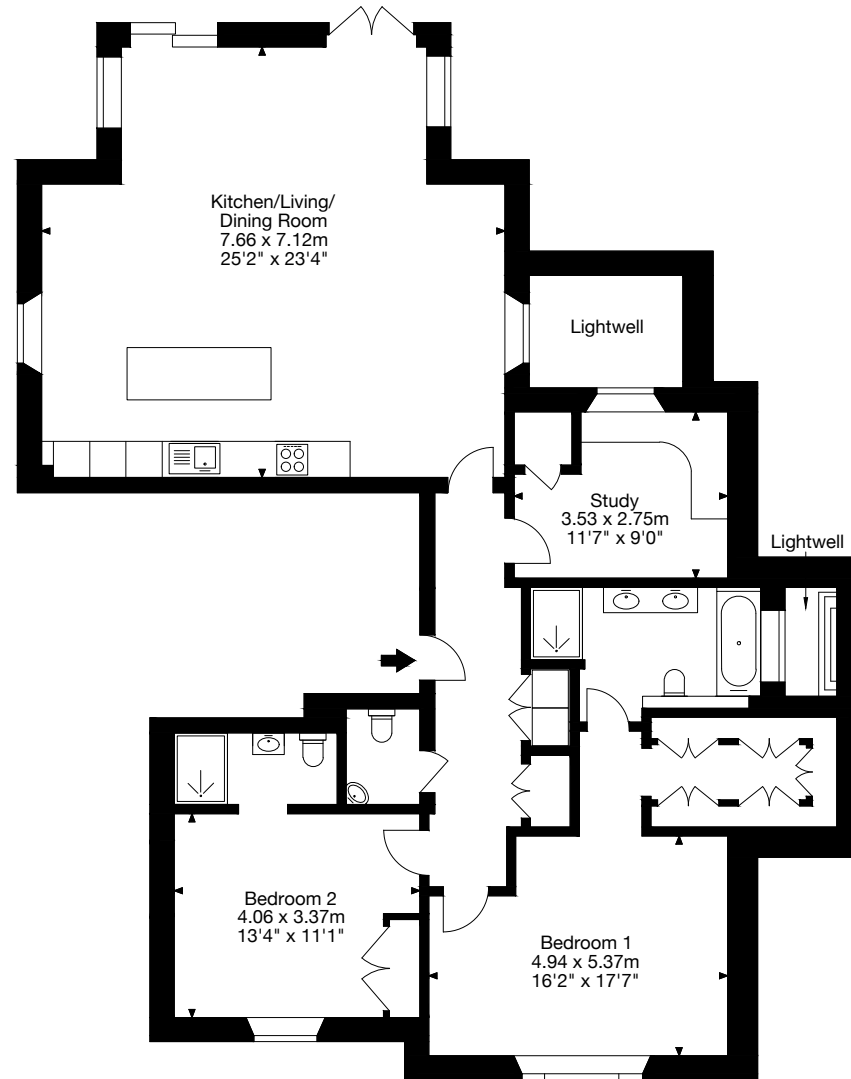 Kitchen/Living/
Dining Room
7.66 x 7.12m
25'2" x 23'4"
Lightwell
Study
3.53 x 2.75m
11'7" x 9'0"
Lightwell
Bedroom 2
4.06 x 3.37m
13'4" x 11'1"
Bedroom 1
4.94 x 5.37m
16'2" x 17'7"